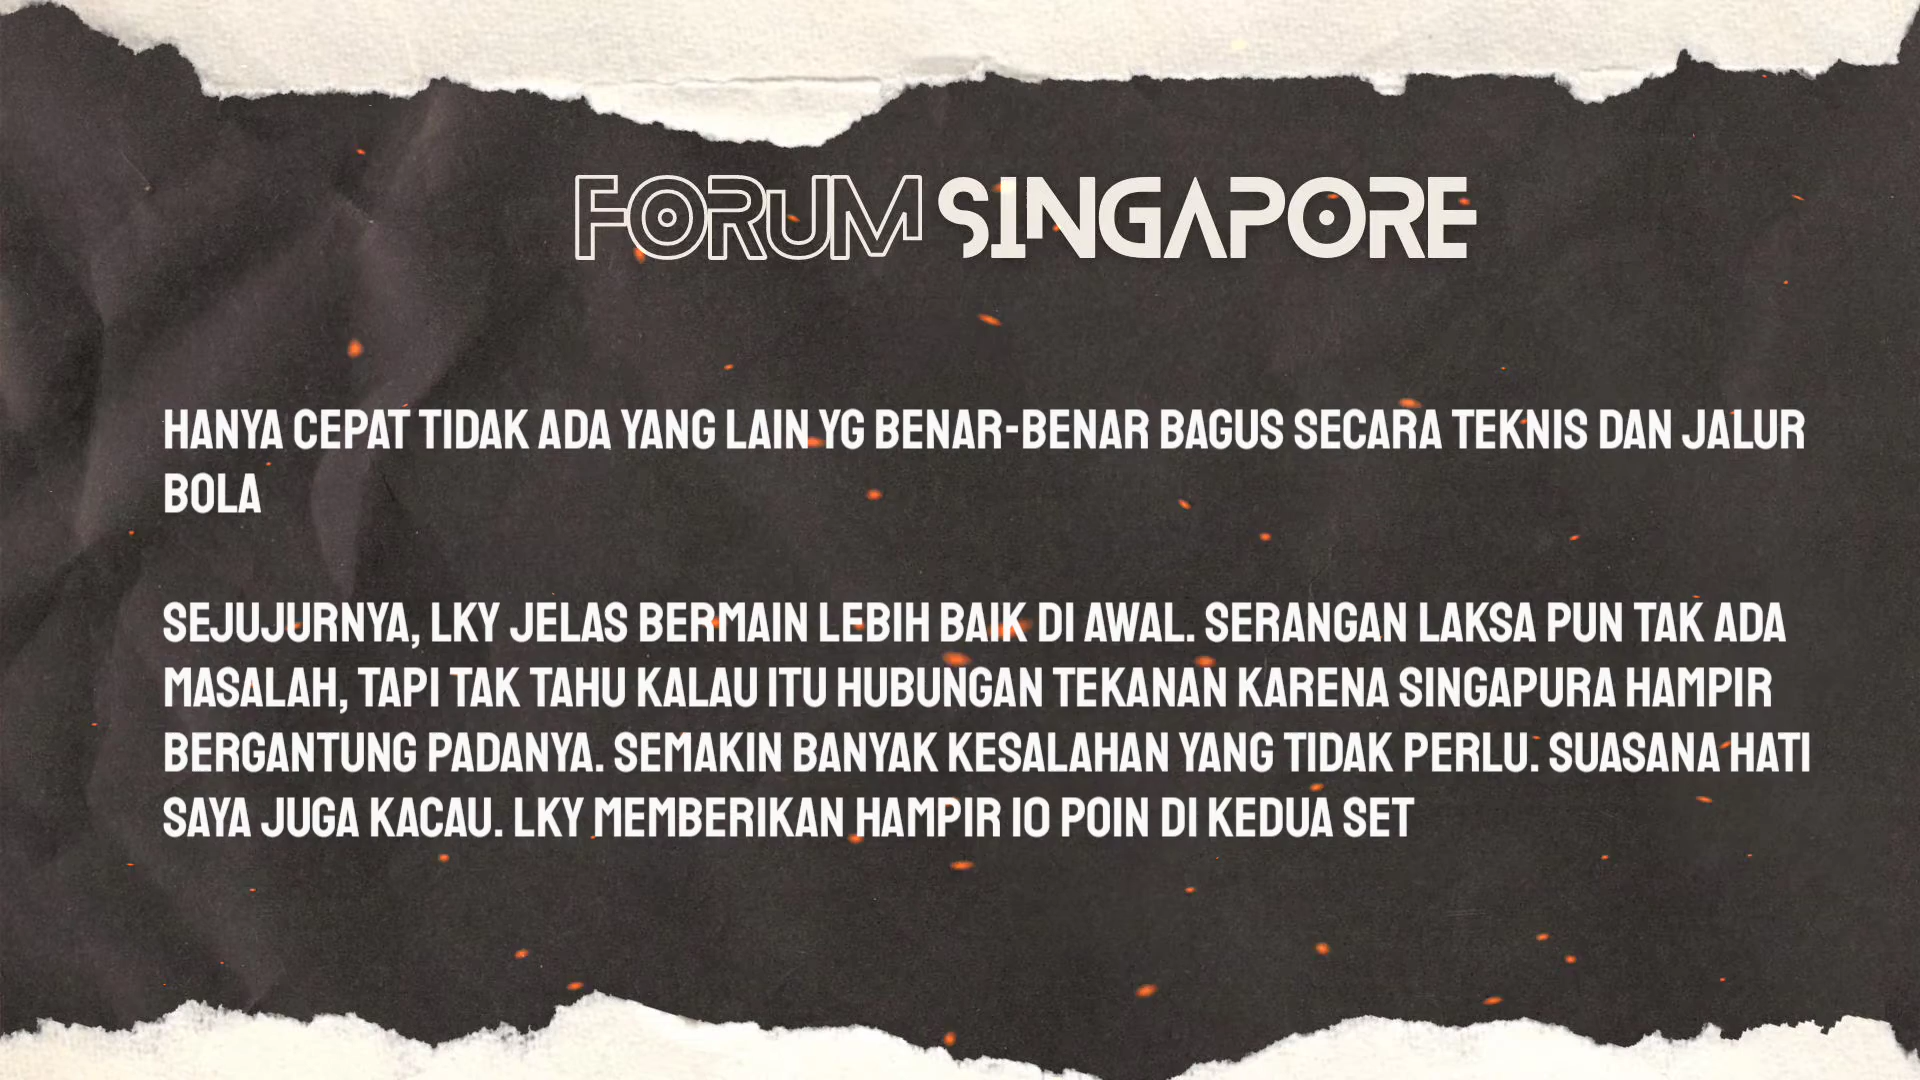 FORUM SINGAPORE
HANYA CEPAT TIDAK ADA YANG LAIN YG BENAR-BENAR BAGUS SECARA TEKNIS DAN JALUR
BOLA
SEJUJURNYA, LKY JELAS BERMAIN LEBIH BAIK DI AWAL. SERANGAN LAKSA PUN TAK ADA
MASALAH, TAPI TAK TAHU KALAU ITU HUBUNGAN TEKANAN KARENA SINGAPURA HAMPIR
BERGANTUNG PADANYA. SEMAKIN BANYAK KESALAHAN YANG TIDAK PERLU. SUASANA HATI
SAYA JUGA KACAU. LKY MEMBERIKAN HAMPIR 10 POIN DI KEDUA SET